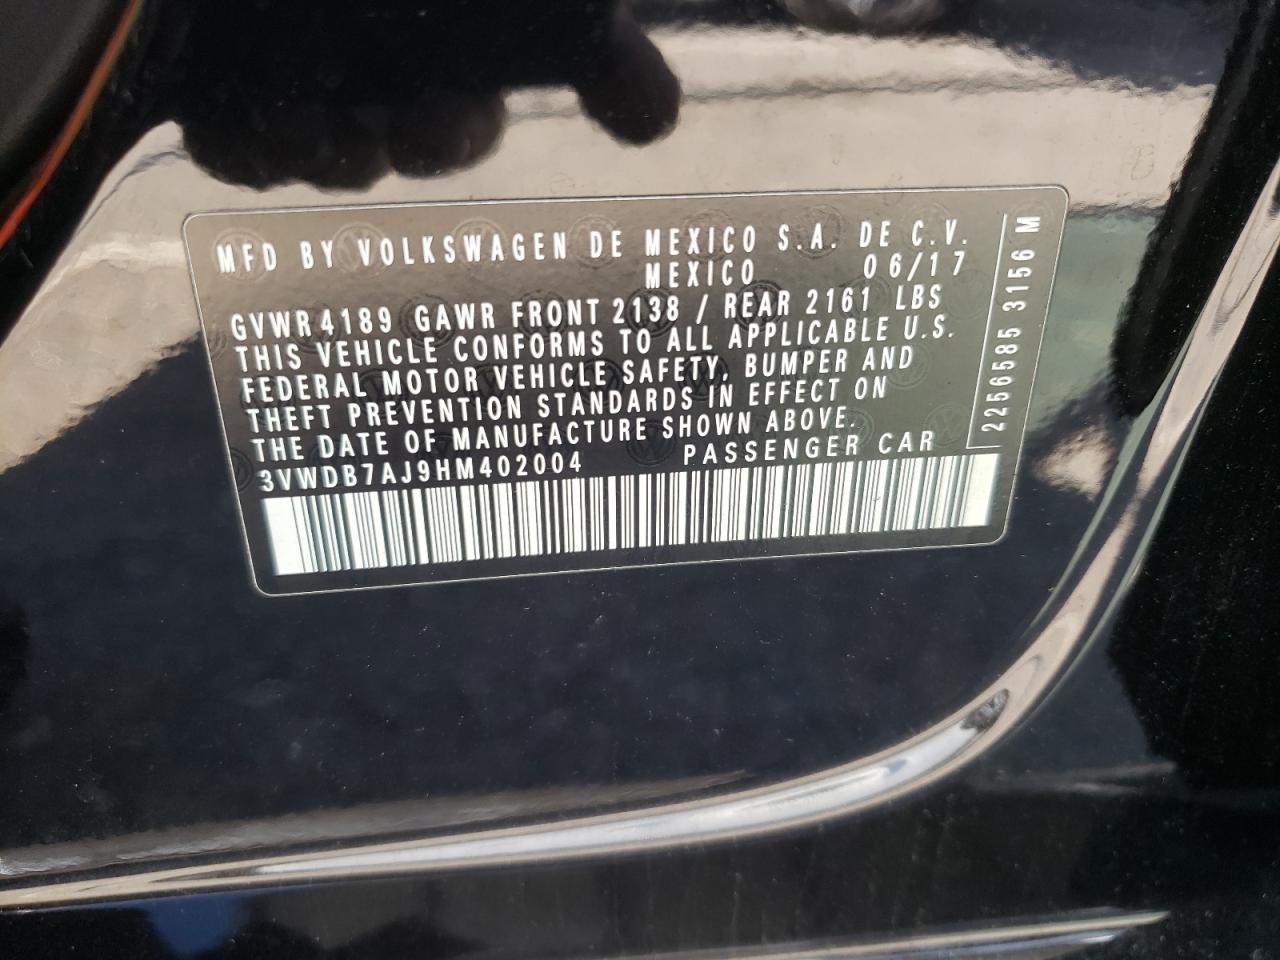 MFD BY VOLKSWAGEN DE MEXICO S.A. DE C.V.
MEXICO 06/17
GVWR 4189 GAWR FRONT 2138 / REAR 2161 LBS
THIS VEHICLE CONFORMS TO ALL APPLICABLE U.S.
FEDERAL MOTOR VEHICLE SAFETY, BUMPER AND
THEFT PREVENTION STANDARDS IN EFFECT ON
THE DATE OF MANUFACTURE SHOWN ABOVE.
3VWDB7AJ9HM402004 PASSENGER CAR
2256585 3156 M